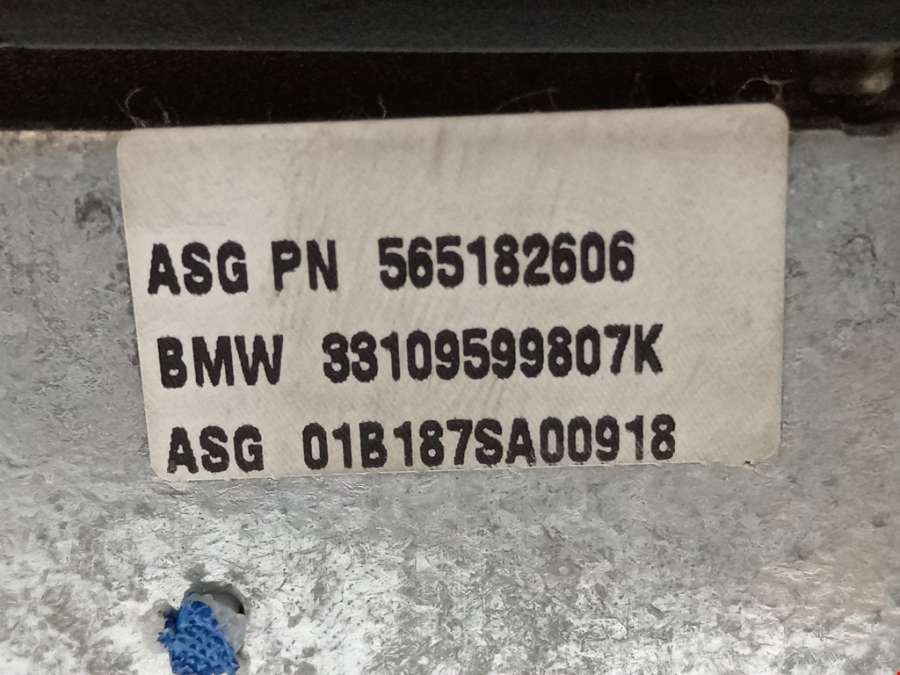 ASG PN 565182606
BMW 33109599807K
ASG 01B187SA00918